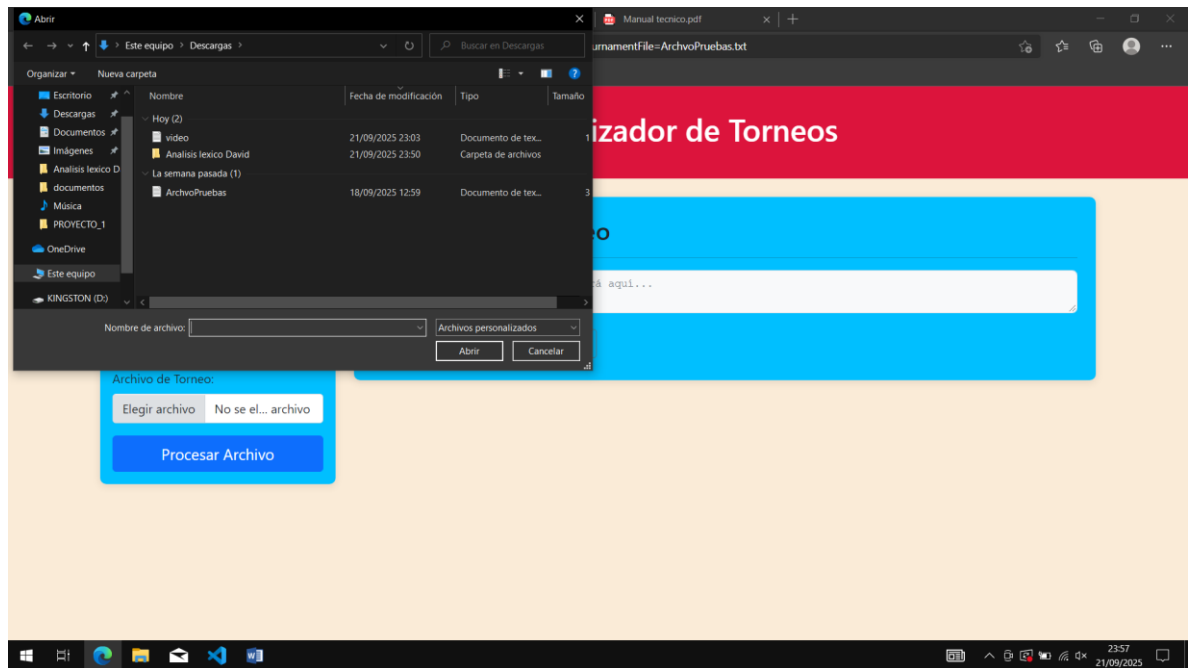 Abrir
Manual tecnico.pdf
Este equipo > Descargas >
Buscar en Descargas
urnamentFile=ArchvoPruebas.txt
Organizar
Nueva carpeta
Escritorio
Descargas
Documentos
Imágenes
Analisis lexico D
documentos
Música
PROYECTO_1
OneDrive
Este equipo
KINGSTON (D:)
Nombre Fecha de modificación Tipo Tamaño
Hoy (2)
video 21/09/2025 23:03 Documento de tex... 1
Analisis lexico David 21/09/2025 23:50 Carpeta de archivos
La semana pasada (1)
ArchvoPruebas 18/09/2025 12:59 Documento de tex... 3
Nombre de archivo:
Archivos personalizados
Abrir Cancelar
izador de Torneos
eo
rá aquí...
Archivo de Torneo:
Elegir archivo No se el... archivo
Procesar Archivo
23:57
21/09/2025